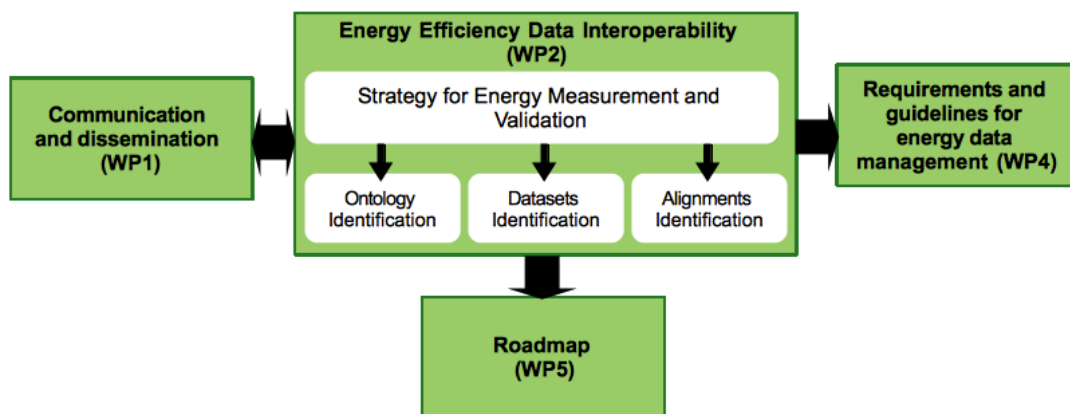 Energy Efficiency Data Interoperability
(WP2)
Strategy for Energy Measurement and
Validation
Ontology
Identification
Datasets
Identification
Alignments
Identification
Communication
and dissemination
(WP1)
Requirements and
guidelines for
energy data
management (WP4)
Roadmap
(WP5)